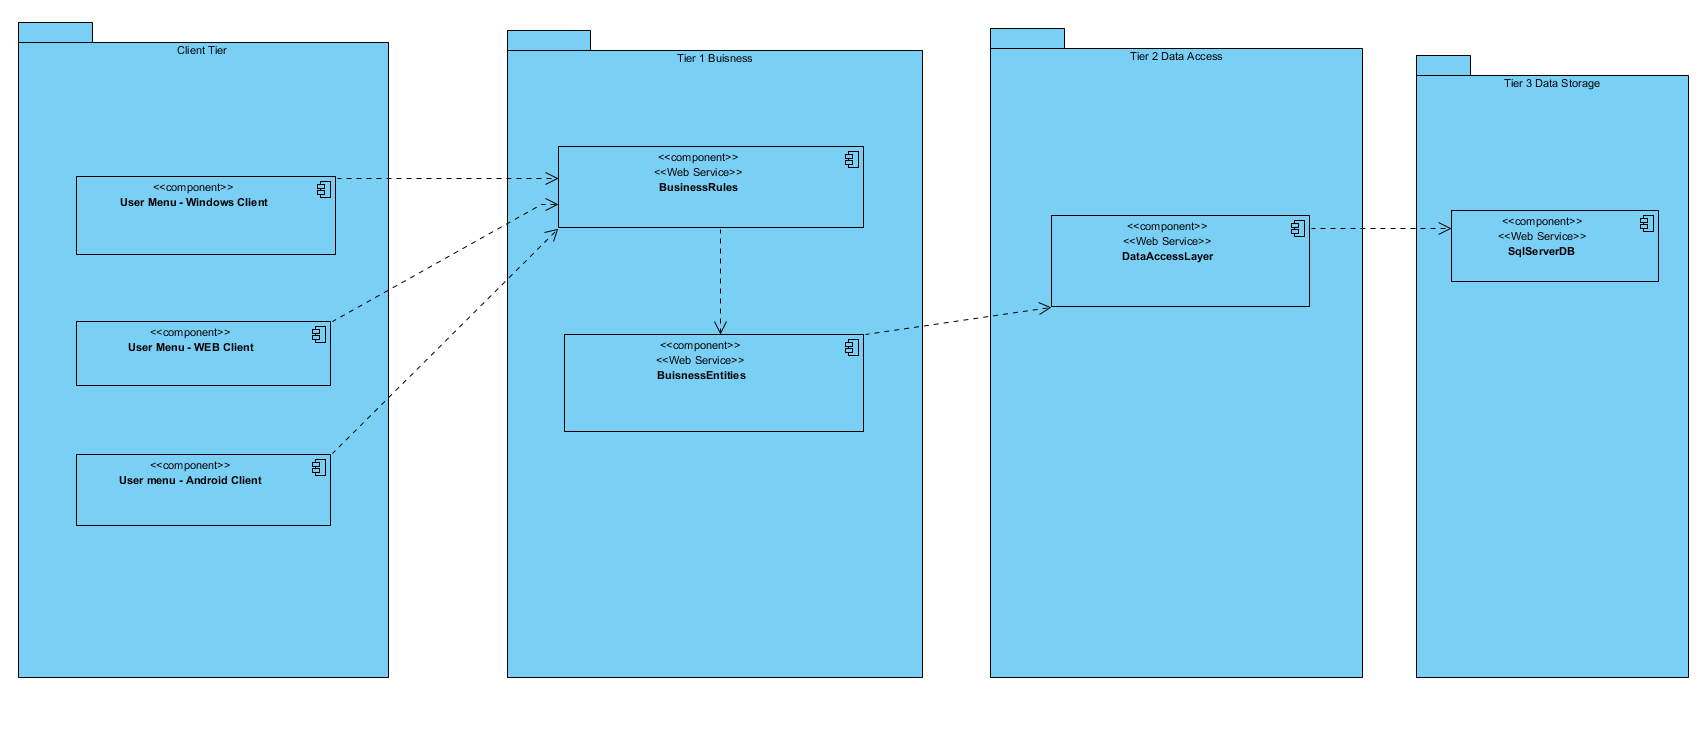 Client Tier
<<component>>
User Menu - Windows Client
<<component>>
User Menu - WEB Client
<<component>>
User menu - Android Client
Tier 1 Buisness
<<component>>
<<Web Service>>
BusinessRules
<<component>>
<<Web Service>>
BuisnessEntities
Tier 2 Data Access
<<component>>
<<Web Service>>
DataAccessLayer
Tier 3 Data Storage
<<component>>
<<Web Service>>
SqlServerDB